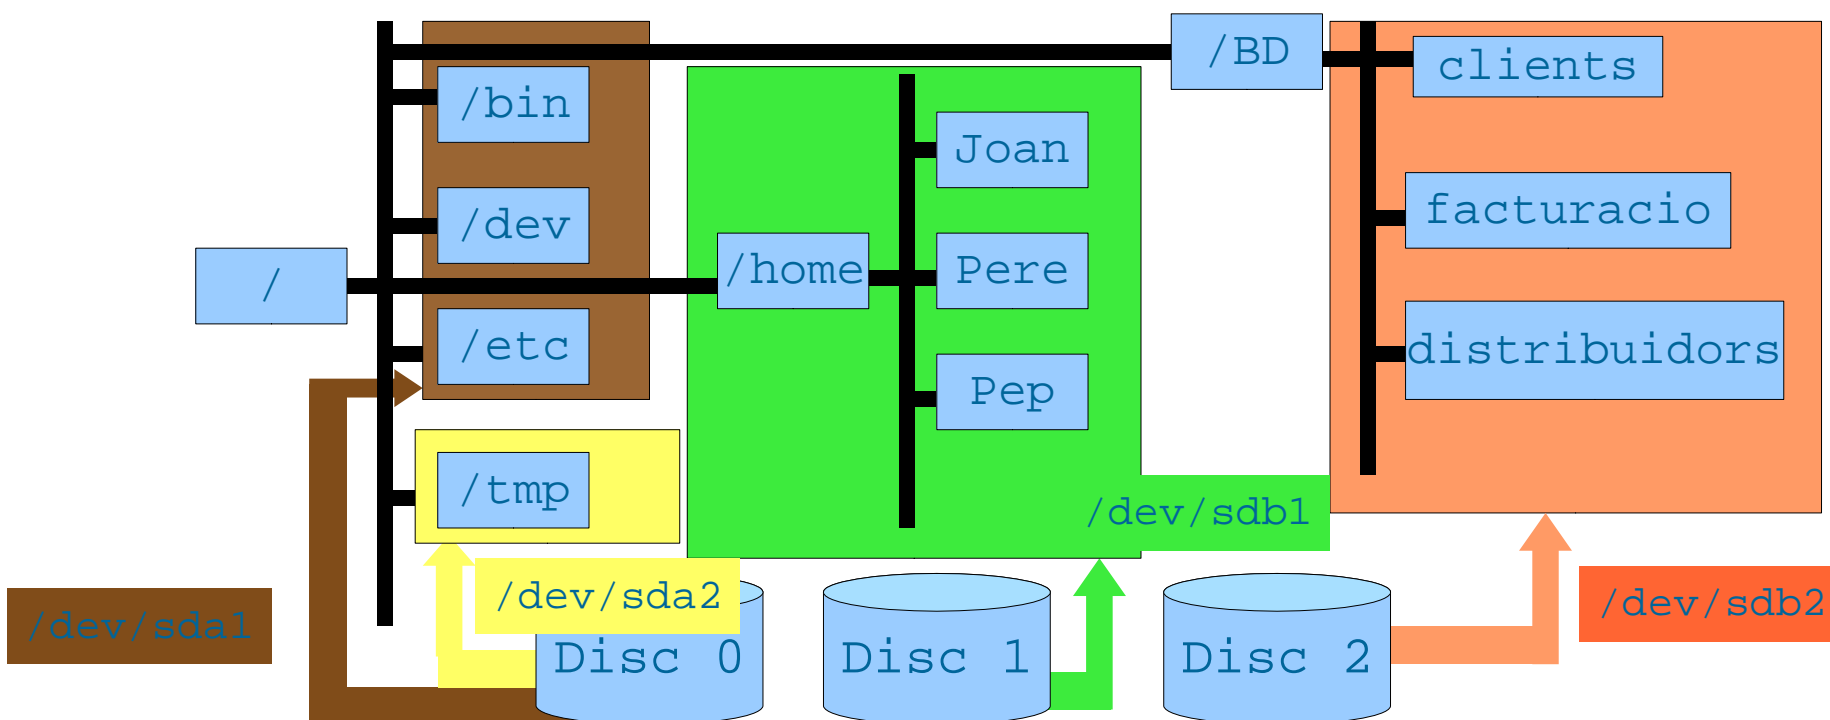 /BD
clients
/bin
Joan
facturacio
/dev
/home
Pere
/
/etc
distribuidors
Pep
/tmp
/dev/sdb1
/dev/sda2
/dev/sdb2
/dev/sda1
Disc 0
Disc 1
Disc 2